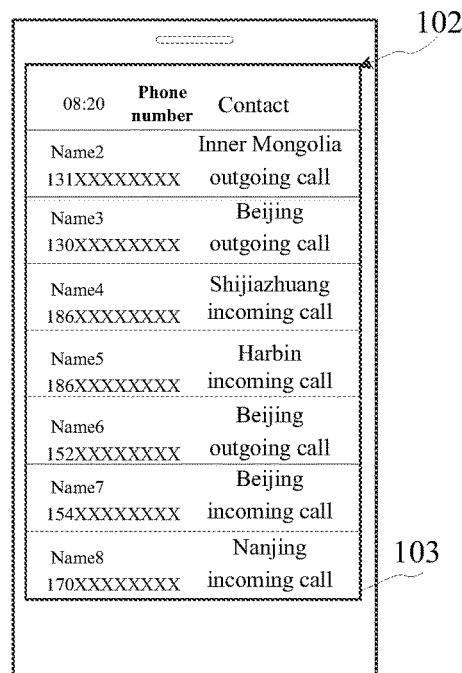 102
08:20 Phone number Contact
Name2 Inner Mongolia
131XXXXXXXX outgoing call
Name3 Beijing
130XXXXXXXX outgoing call
Name4 Shijiazhuang
186XXXXXXXX incoming call
Name5 Harbin
186XXXXXXXX incoming call
Name6 Beijing
152XXXXXXXX outgoing call
Name7 Beijing
154XXXXXXXX incoming call
Name8 Nanjing
170XXXXXXXX incoming call
103